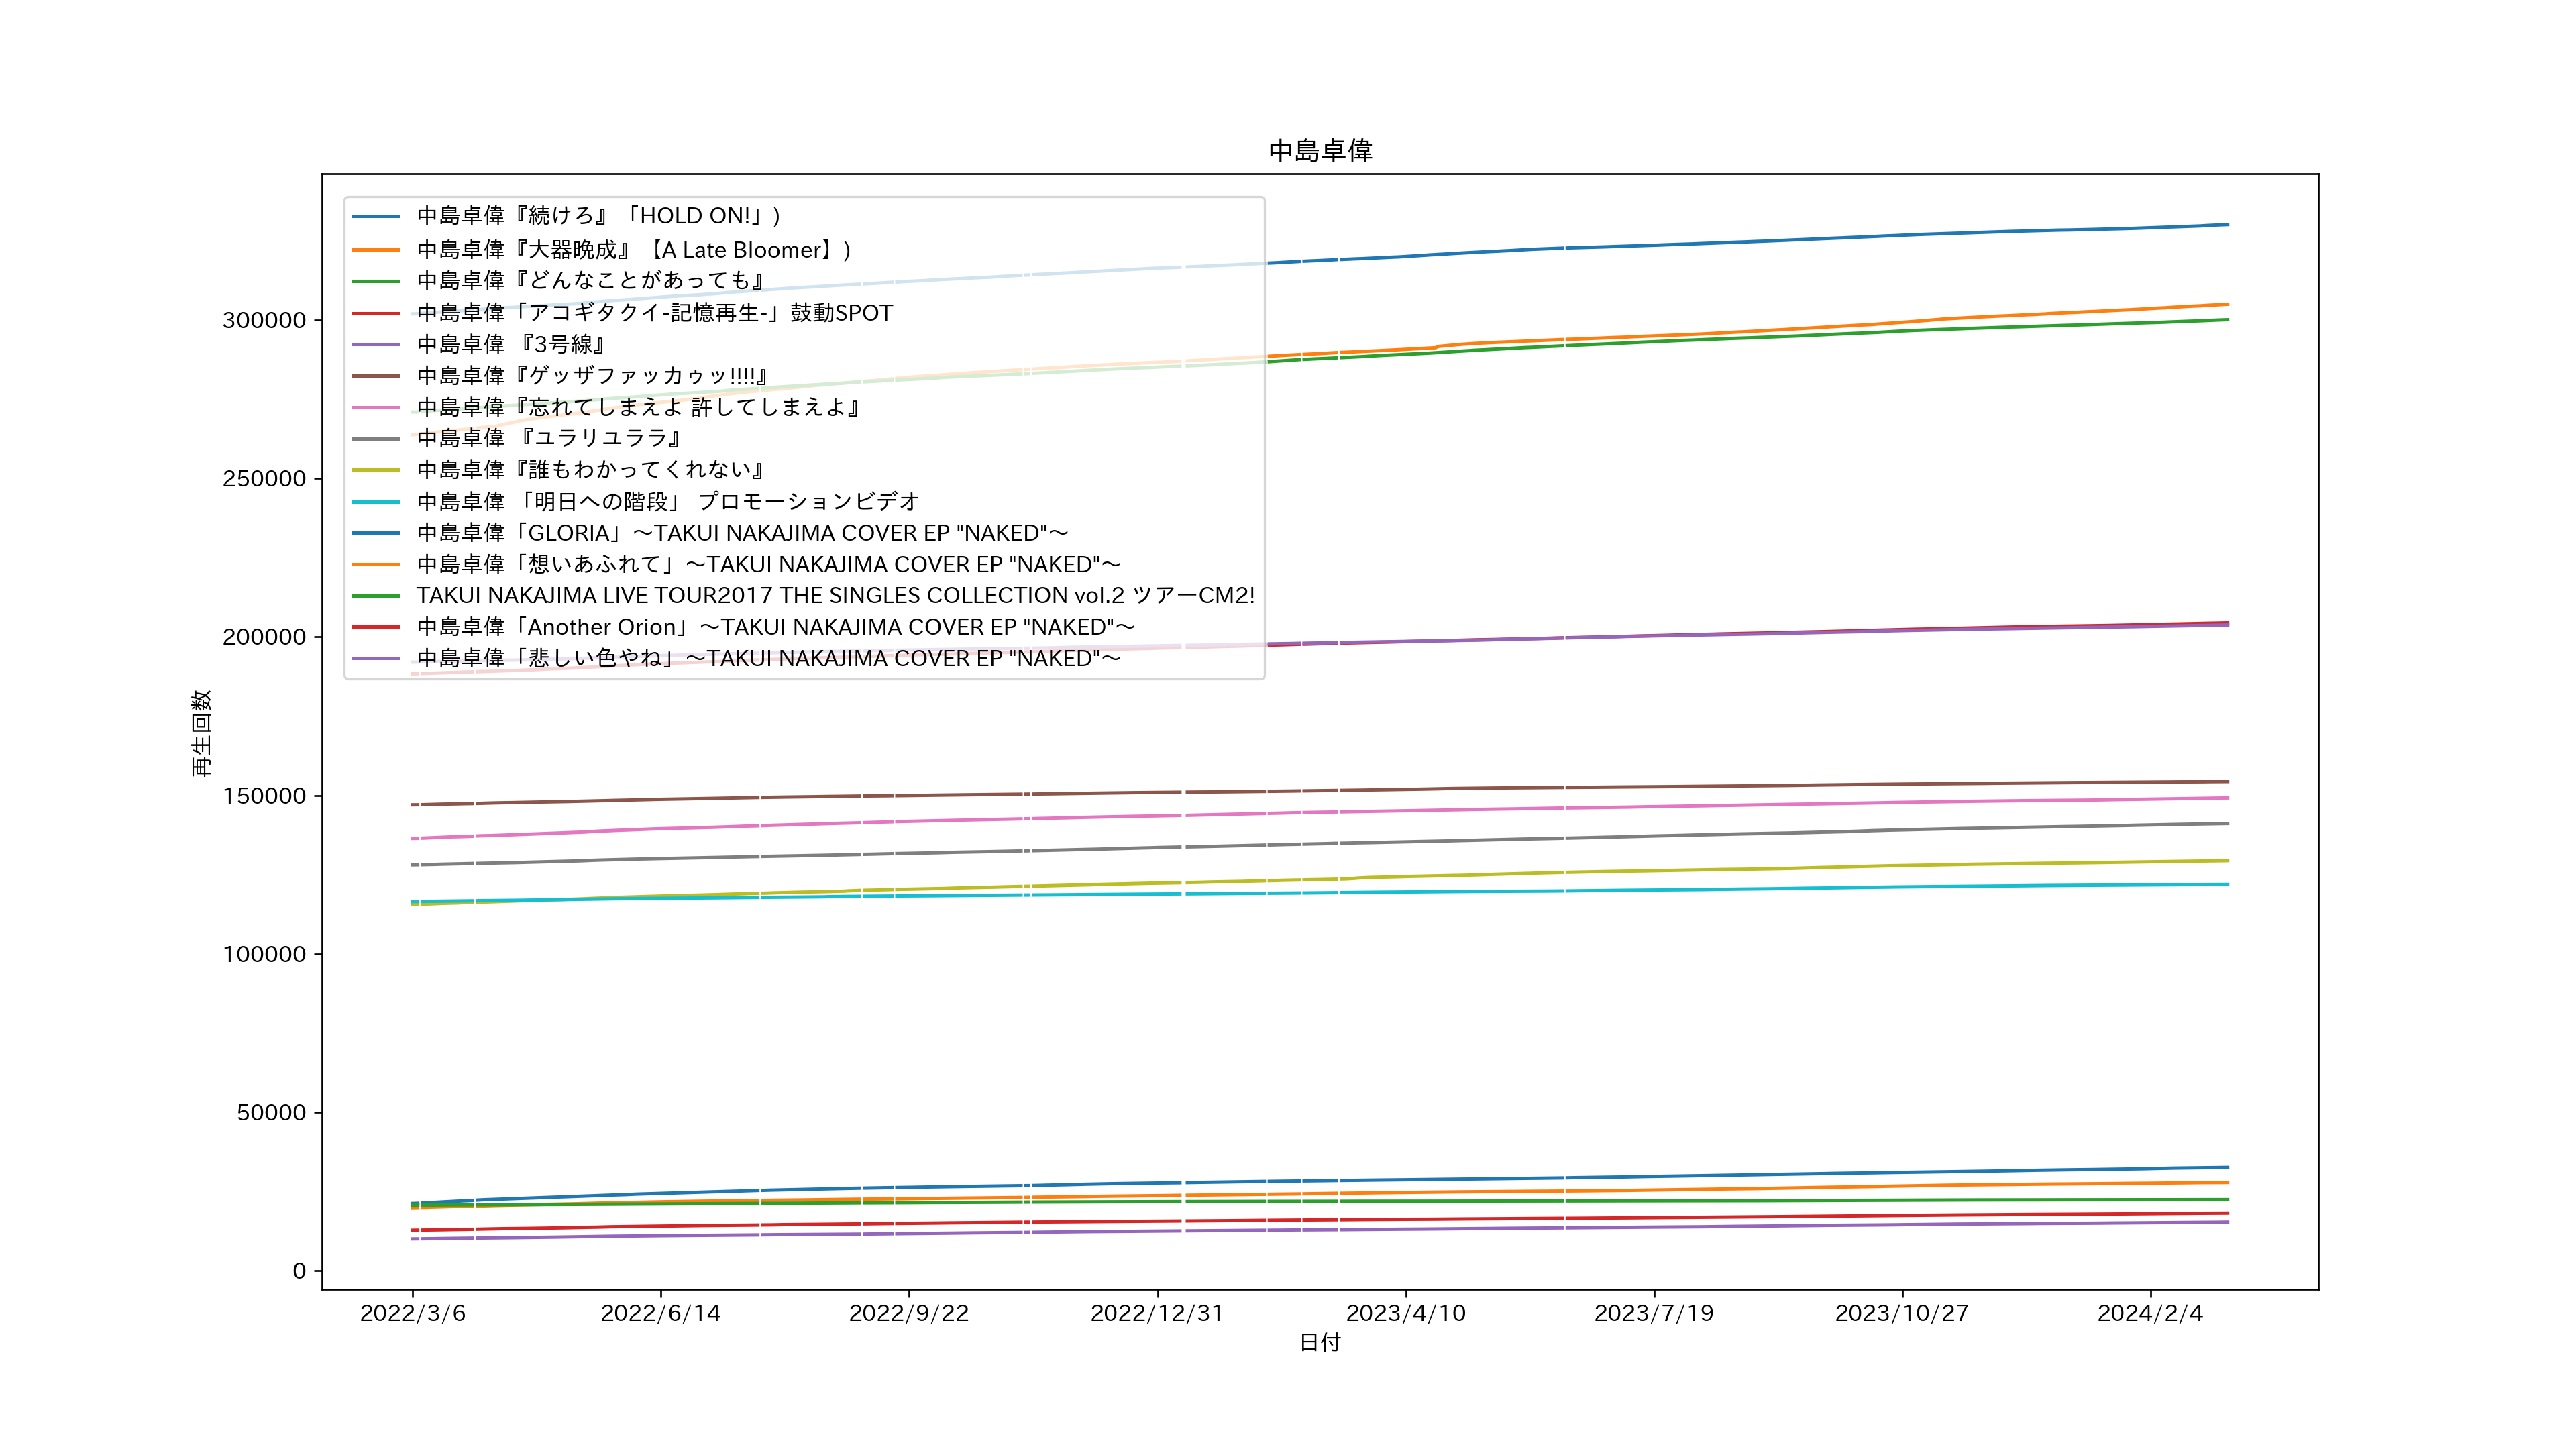 中島卓偉
中島卓偉『続けろ』「HOLD ON!」)
中島卓偉『大器晩成』【A Late Bloomer】)
中島卓偉『どんなことがあっても』
中島卓偉「アコギタクイ-記憶再生-」鼓動SPOT
中島卓偉 『3号線』
中島卓偉『ゲッザファッカゥッ!!!!』
中島卓偉『忘れてしまえよ 許してしまえよ』
中島卓偉 『ユラリユララ』
中島卓偉『誰もわかってくれない』
中島卓偉 「明日への階段」 プロモーションビデオ
中島卓偉「GLORIA」～TAKUI NAKAJIMA COVER EP "NAKED"～
中島卓偉「想いあふれて」～TAKUI NAKAJIMA COVER EP "NAKED"～
TAKUI NAKAJIMA LIVE TOUR2017 THE SINGLES COLLECTION vol.2 ツアーCM2!
中島卓偉「Another Orion」～TAKUI NAKAJIMA COVER EP "NAKED"～
中島卓偉「悲しい色やね」～TAKUI NAKAJIMA COVER EP "NAKED"～
300000
250000
200000
150000
100000
50000
0
再生回数
2022/3/6
2022/6/14
2022/9/22
2022/12/31
2023/4/10
2023/7/19
2023/10/27
2024/2/4
日付